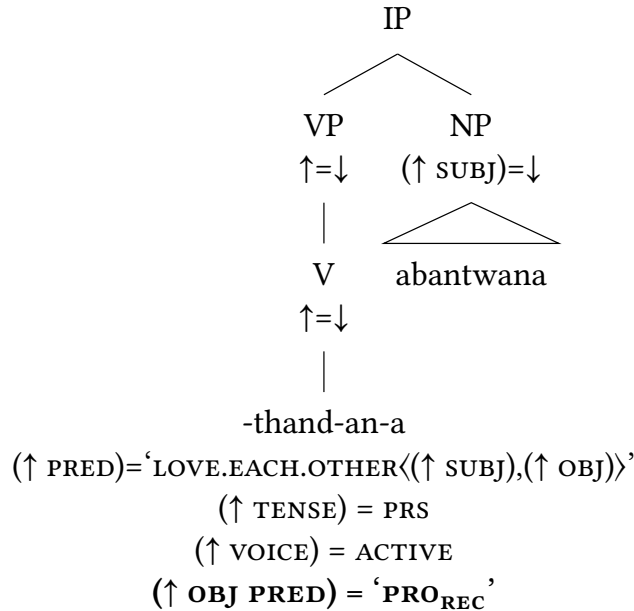 IP
VP NP
↑=↓ (↑ SUBJ)=↓
V abantwana
↑=↓
-thand-an-a
(↑ PRED)=‘LOVE.EACH.OTHER⟨(↑ SUBJ),(↑ OBJ)⟩’
(↑ TENSE) = PRS
(↑ VOICE) = ACTIVE
(↑ OBJ PRED) = ‘PRO_REC’